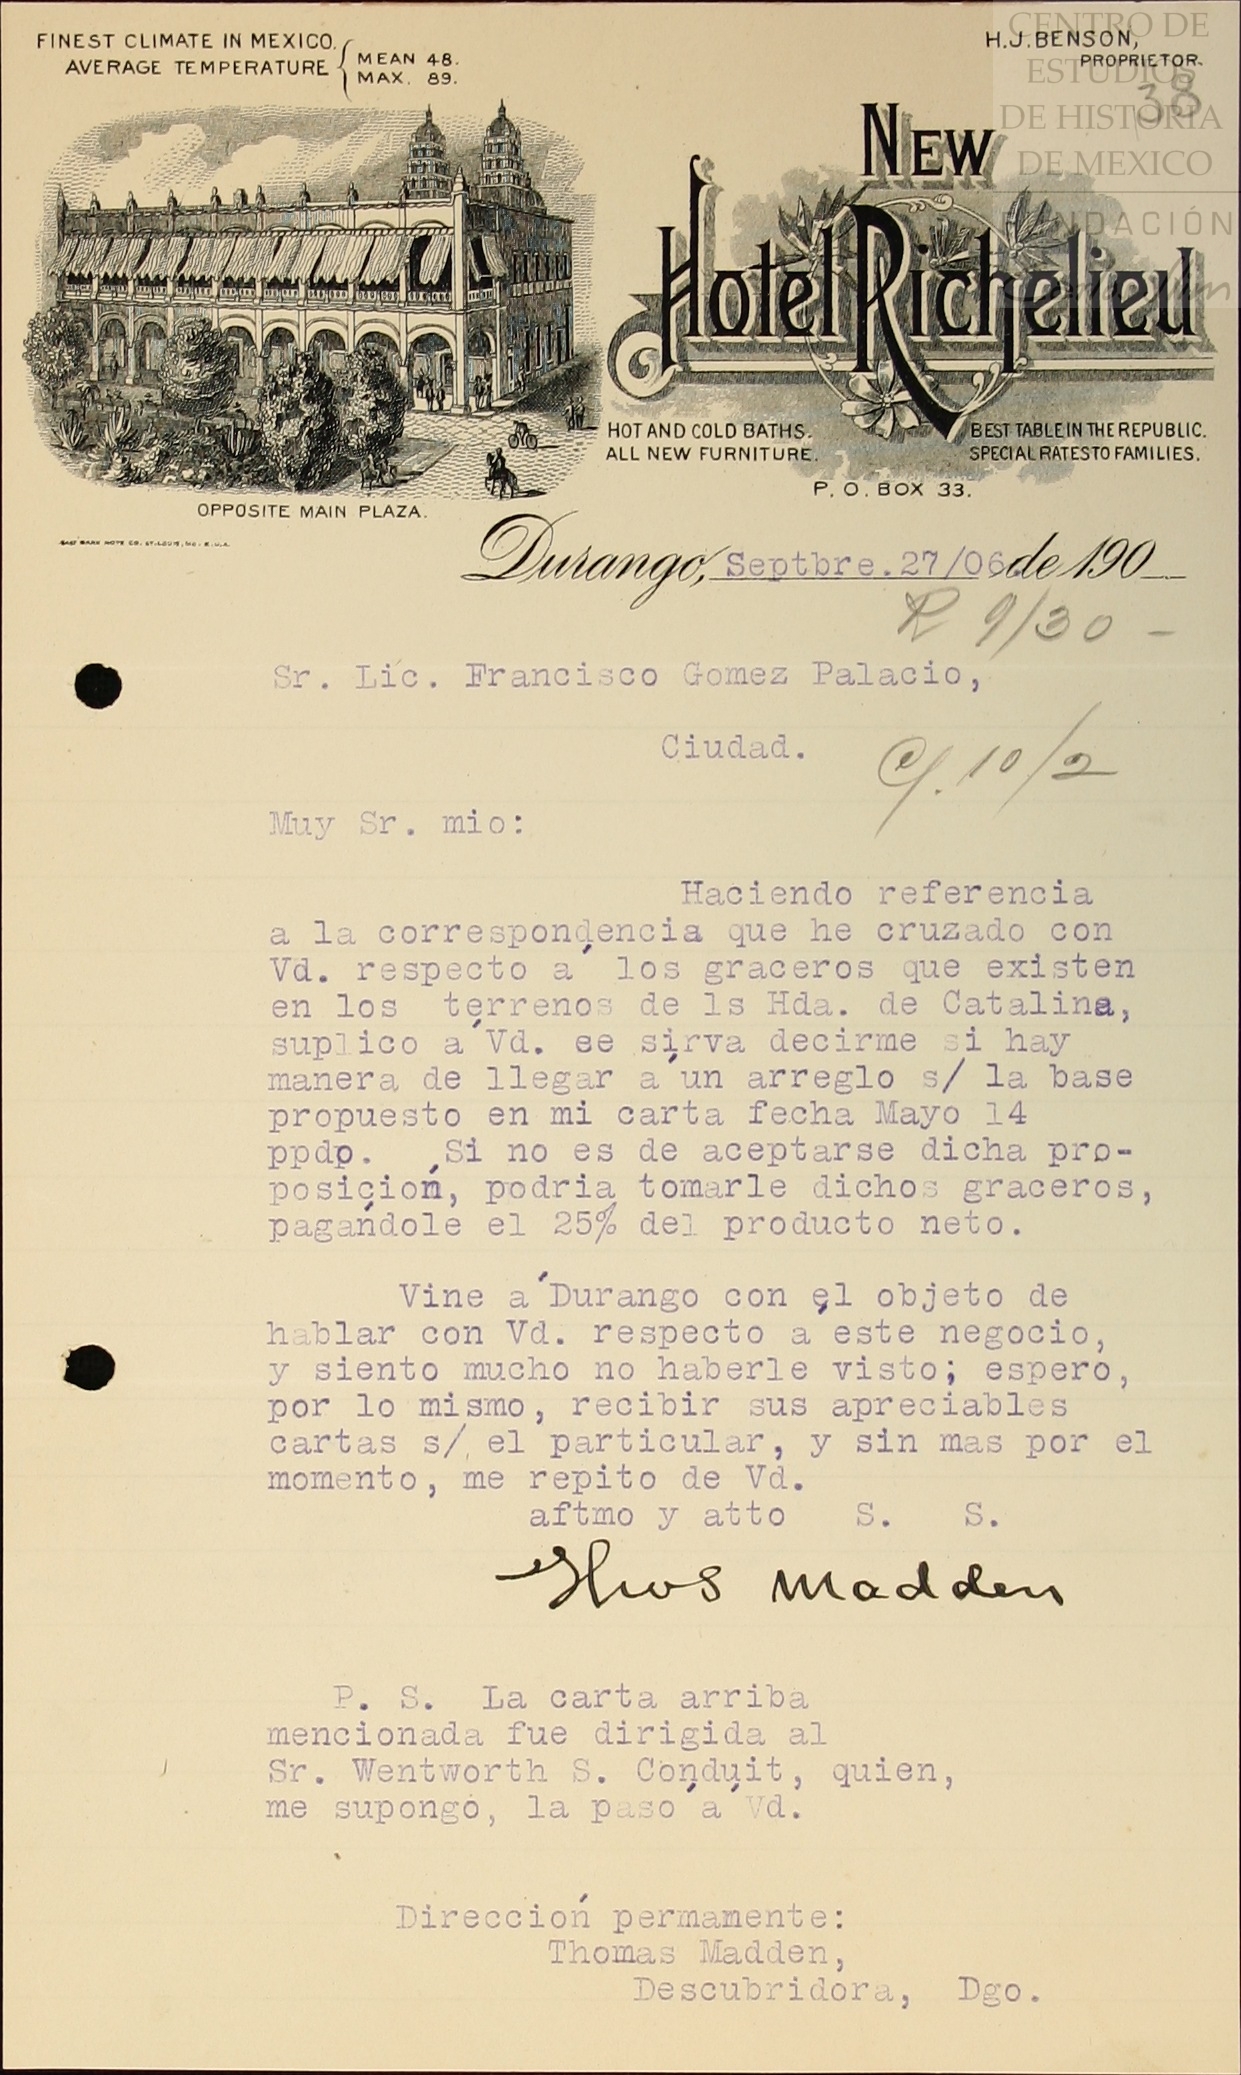 FINEST CLIMATE IN MEXICO.
AVERAGE TEMPERATURE { MEAN 48.
MAX. 89.
H.J. BENSON,
PROPRIETOR.
CENTRO DE
ESTUDIOS
DE HISTORIA
DE MEXICO
FUNDACIÓN
38
NEW
Hotel Richelieu
HOT AND COLD BATHS.
ALL NEW FURNITURE.
BEST TABLE IN THE REPUBLIC.
SPECIAL RATES TO FAMILIES.
P. O. BOX 33.
OPPOSITE MAIN PLAZA.
Durango, Septbre. 27/06. de 190
R 9/30 -
Sr. Lic. Francisco Gomez Palacio,
Ciudad.
C/. 10/2
Muy Sr. mio:
Haciendo referencia
a la correspondencia que he cruzado con
Vd. respecto á los graceros que existen
en los terrenos de ls Hda. de Catalina,
suplico á Vd. se sirva decirme si hay
manera de llegar á un arreglo s/ la base
propuesto en mi carta fecha Mayo 14
ppdo. Si no es de aceptarse dicha pro-
posición, podria tomarle dichos graceros,
pagándole el 25% del producto neto.
Vine á Durango con el objeto de
hablar con Vd. respecto á este negocio,
y siento mucho no haberle visto; espero,
por lo mismo, recibir sus apreciables
cartas s/ el particular, y sin mas por el
momento, me repito de Vd.
aftmo y atto S. S.
Thos Madden
P. S. La carta arriba
mencionada fue dirigida al
Sr. Wentworth S. Conduit, quien,
me supongo, la pasó á Vd.
Dirección permamente:
Thomas Madden,
Descubridora, Dgo.